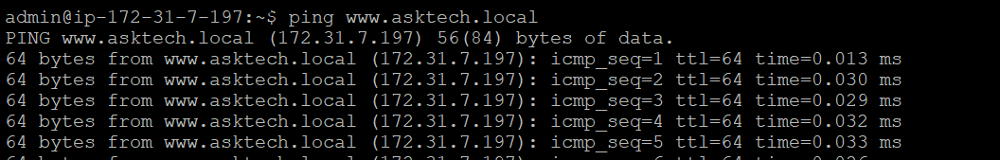 admin@ip-172-31-7-197:~$ ping www.asktech.local
PING www.asktech.local (172.31.7.197) 56(84) bytes of data.
64 bytes from www.asktech.local (172.31.7.197): icmp_seq=1 ttl=64 time=0.013 ms
64 bytes from www.asktech.local (172.31.7.197): icmp_seq=2 ttl=64 time=0.030 ms
64 bytes from www.asktech.local (172.31.7.197): icmp_seq=3 ttl=64 time=0.029 ms
64 bytes from www.asktech.local (172.31.7.197): icmp_seq=4 ttl=64 time=0.032 ms
64 bytes from www.asktech.local (172.31.7.197): icmp_seq=5 ttl=64 time=0.033 ms